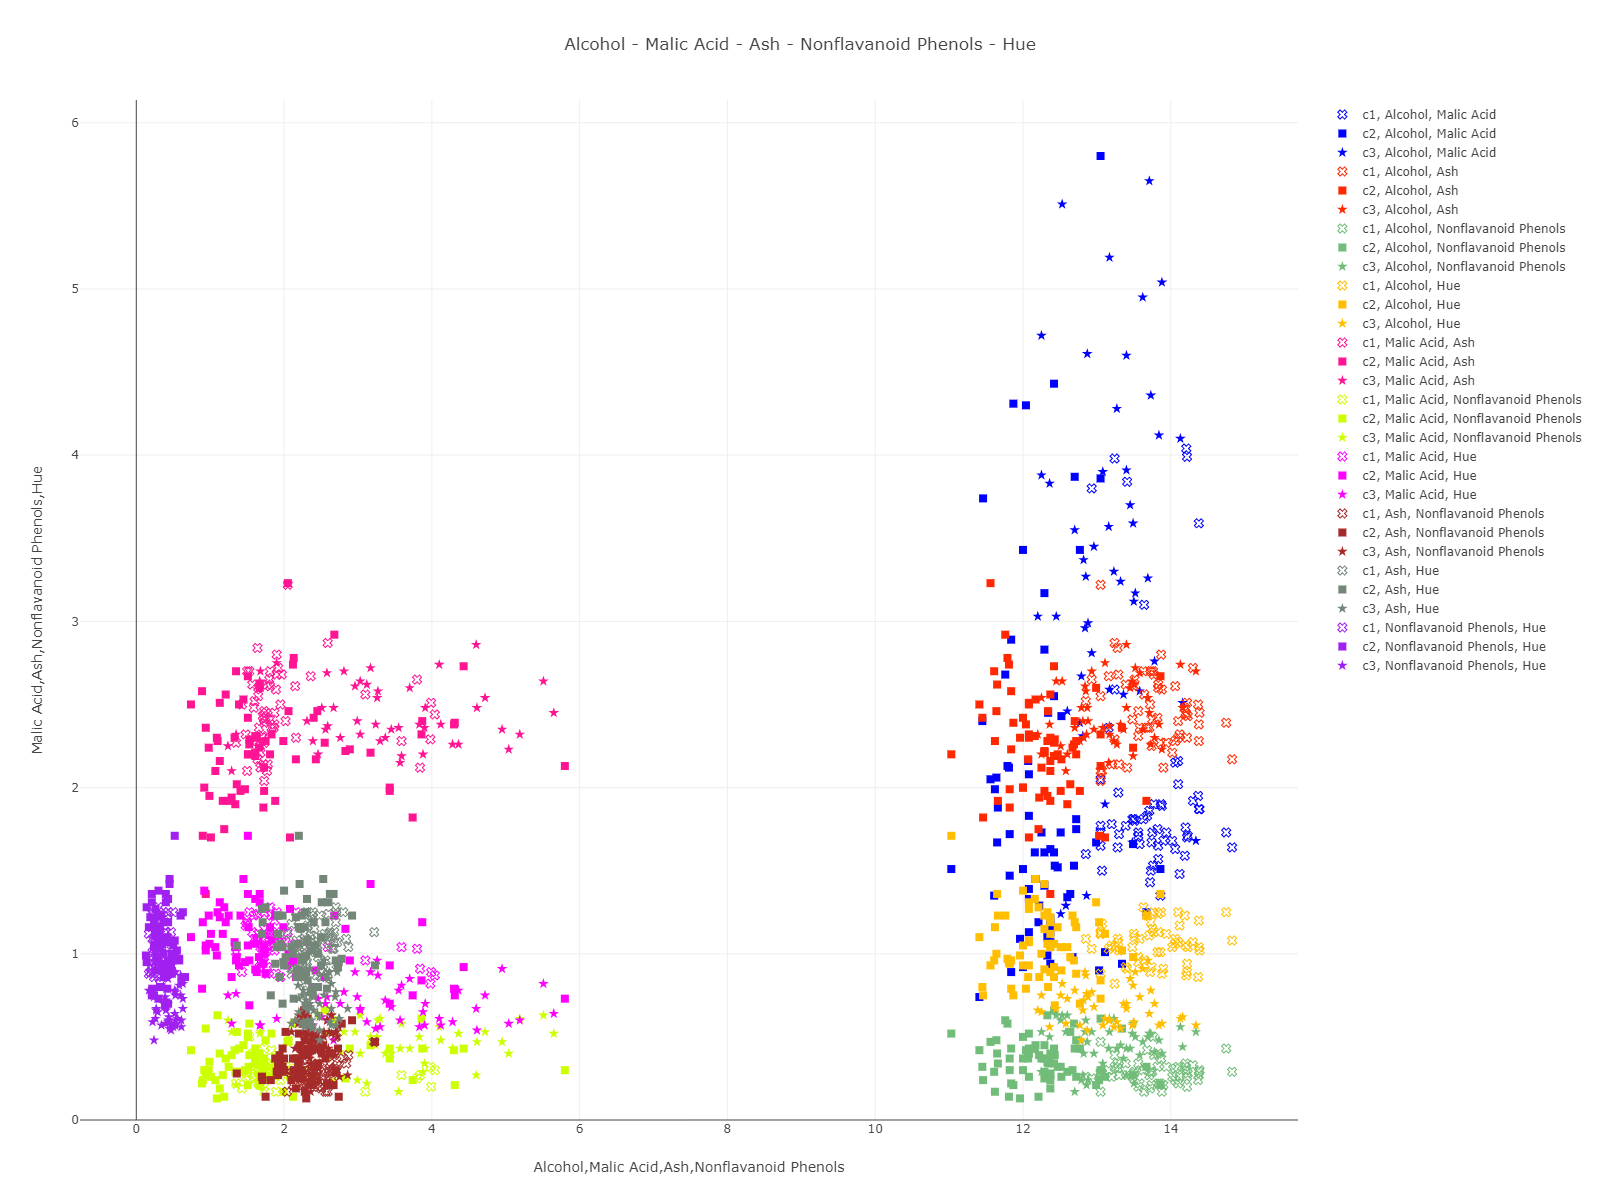 Alcohol - Malic Acid - Ash - Nonflavanoid Phenols - Hue
6
5
4
3
2
1
0
0
2
4
6
8
10
12
14
Malic Acid,Ash,Nonflavanoid Phenols,Hue
Alcohol,Malic Acid,Ash,Nonflavanoid Phenols
c1, Alcohol, Malic Acid
c2, Alcohol, Malic Acid
c3, Alcohol, Malic Acid
c1, Alcohol, Ash
c2, Alcohol, Ash
c3, Alcohol, Ash
c1, Alcohol, Nonflavanoid Phenols
c2, Alcohol, Nonflavanoid Phenols
c3, Alcohol, Nonflavanoid Phenols
c1, Alcohol, Hue
c2, Alcohol, Hue
c3, Alcohol, Hue
c1, Malic Acid, Ash
c2, Malic Acid, Ash
c3, Malic Acid, Ash
c1, Malic Acid, Nonflavanoid Phenols
c2, Malic Acid, Nonflavanoid Phenols
c3, Malic Acid, Nonflavanoid Phenols
c1, Malic Acid, Hue
c2, Malic Acid, Hue
c3, Malic Acid, Hue
c1, Ash, Nonflavanoid Phenols
c2, Ash, Nonflavanoid Phenols
c3, Ash, Nonflavanoid Phenols
c1, Ash, Hue
c2, Ash, Hue
c3, Ash, Hue
c1, Nonflavanoid Phenols, Hue
c2, Nonflavanoid Phenols, Hue
c3, Nonflavanoid Phenols, Hue